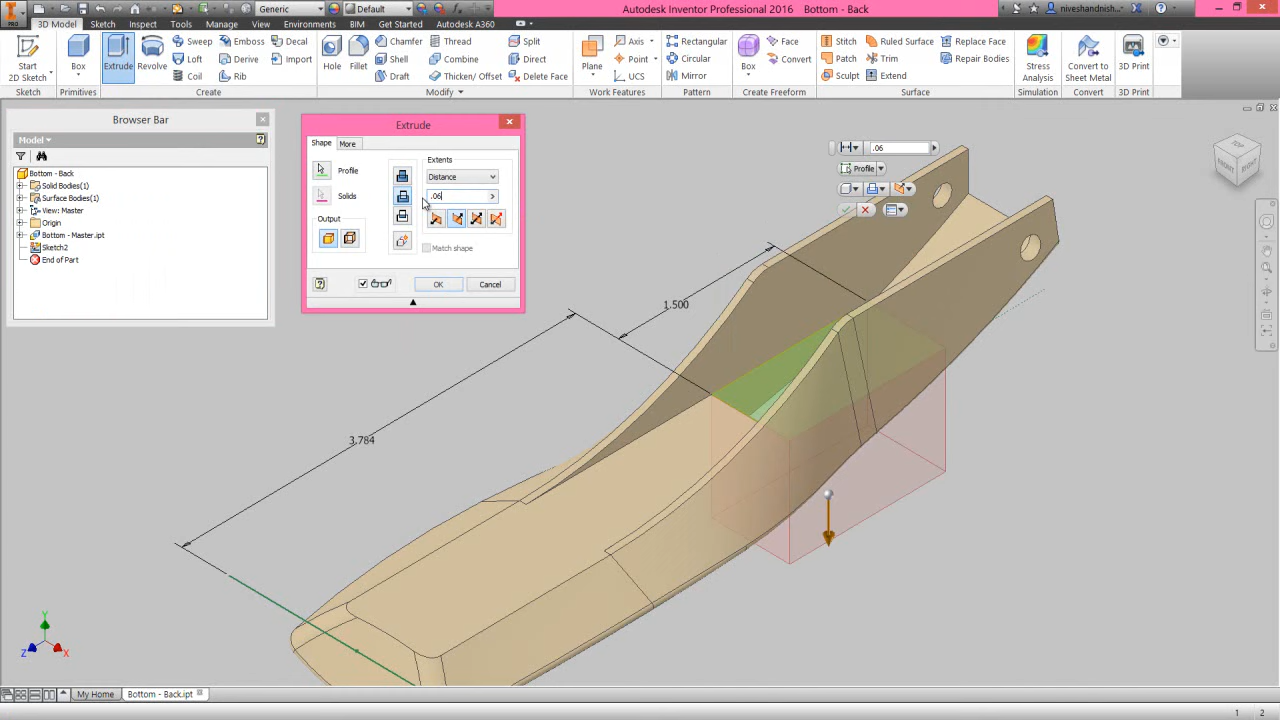 PRO
Generic
Default
Autodesk Inventor Professional 2016 Bottom - Back
niveshandnish...
3D Model
Sketch
Inspect
Tools
Manage
View
Environments
BIM
Get Started
Autodesk A360
Start
2D Sketch
Box
Extrude
Revolve
Sweep
Emboss
Decal
Loft
Derive
Import
Coil
Rib
Hole
Fillet
Chamfer
Thread
Split
Shell
Combine
Direct
Draft
Thicken/ Offset
Delete Face
Plane
Axis
Point
UCS
Rectangular
Circular
Mirror
Box
Face
Convert
Stitch
Ruled Surface
Replace Face
Patch
Trim
Repair Bodies
Sculpt
Extend
Stress
Analysis
Convert to
Sheet Metal
3D Print
Sketch
Primitives
Create
Modify
Work Features
Pattern
Create Freeform
Surface
Simulation
Convert
3D Print
Browser Bar
Model
Bottom - Back
Solid Bodies(1)
Surface Bodies(1)
View: Master
Origin
Bottom - Master.ipt
Sketch2
End of Part
Extrude
Shape
More
Profile
Solids
Output
Extents
Distance
.06
Match shape
OK
Cancel
.06
Profile
TOP
FRONT
RIGHT
1.500
3.784
Y
Z
X
My Home
Bottom - Back.ipt
1
2